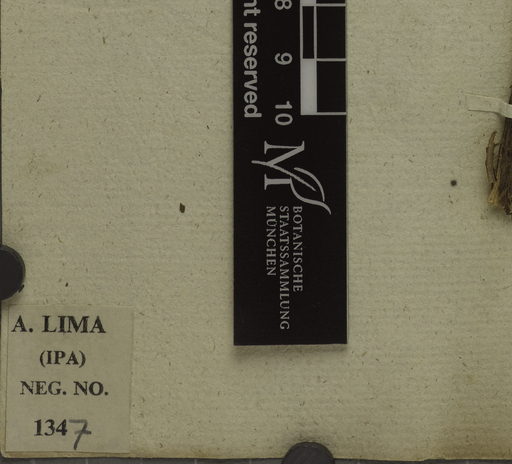 nt reserved
8
9
10
BOTANISCHE
STAATSSAMMLUNG
MÜNCHEN
A. LIMA
(IPA)
NEG. NO.
1347